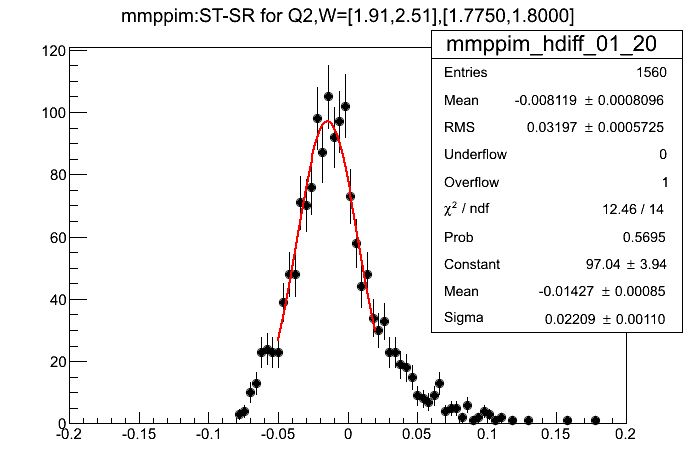 mmppim:ST-SR for Q2,W=[1.91,2.51],[1.7750,1.8000]
mmppim_hdiff_01_20
Entries 1560
Mean -0.008119 ± 0.0008096
RMS 0.03197 ± 0.0005725
Underflow 0
Overflow 1
χ² / ndf 12.46 / 14
Prob 0.5695
Constant 97.04 ± 3.94
Mean -0.01427 ± 0.00085
Sigma 0.02209 ± 0.00110
120
100
80
60
40
20
0
-0.2 -0.15 -0.1 -0.05 0 0.05 0.1 0.15 0.2